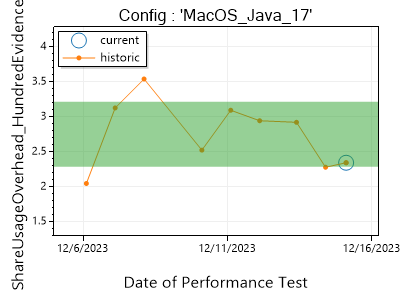 Config : 'MacOS_Java_17'
current
historic
ShareUsageOverhead_HundredEvidence
4
3.5
3
2.5
2
1.5
12/6/2023
12/11/2023
12/16/2023
Date of Performance Test